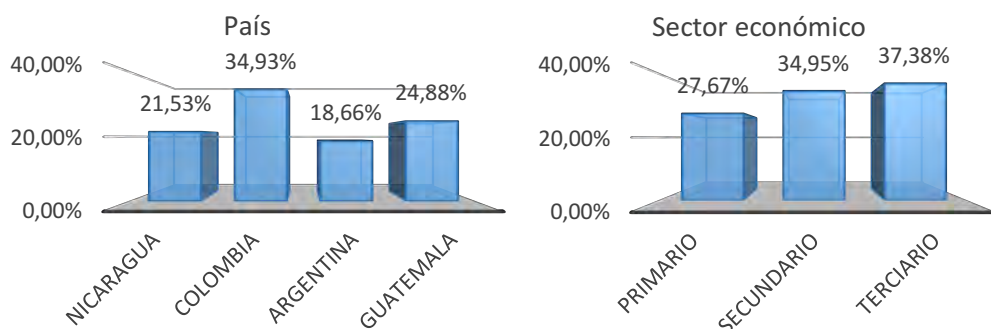 País
40,00%
20,00%
0,00%
21,53%
34,93%
18,66%
24,88%
NICARAGUA
COLOMBIA
ARGENTINA
GUATEMALA
Sector económico
40,00%
20,00%
0,00%
27,67%
34,95%
37,38%
PRIMARIO
SECUNDARIO
TERCIARIO